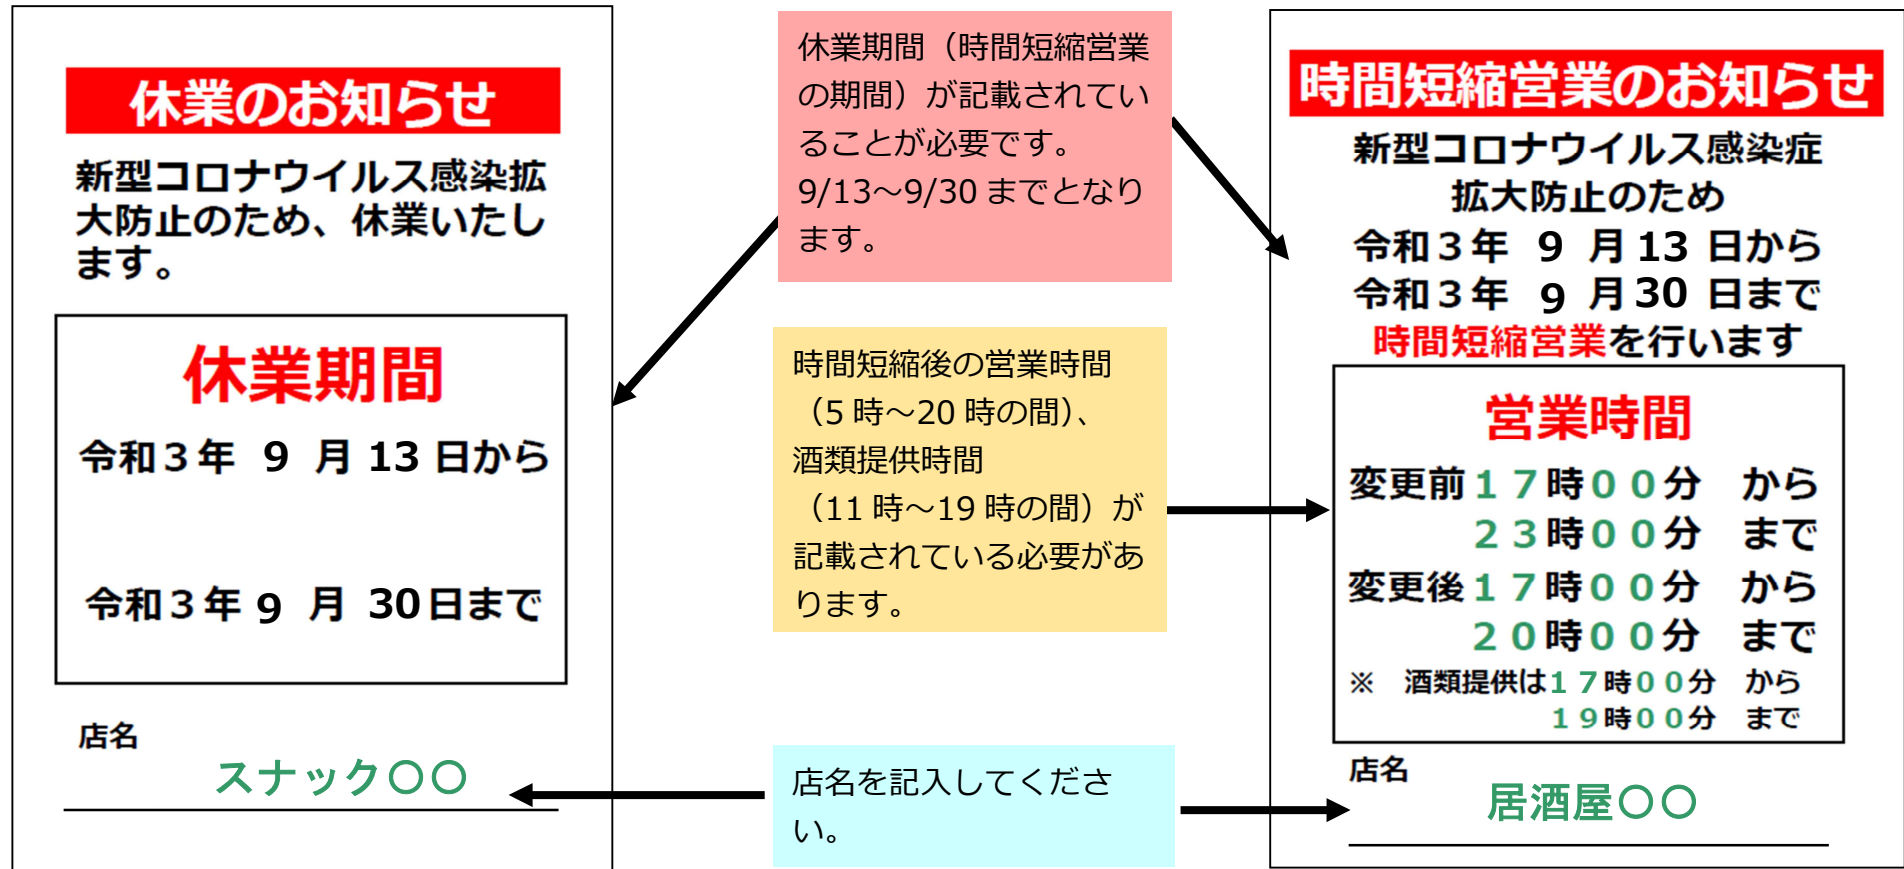 休業のお知らせ
新型コロナウイルス感染拡
大防止のため、休業いたし
ます。
休業期間
令和３年 9 月 13 日から
令和３年 9 月 30 日まで
店名
スナック〇〇
休業期間（時間短縮営業
の期間）が記載されてい
ることが必要です。
9/13～9/30 までとなり
ます。
時間短縮後の営業時間
（5 時～20 時の間）、
酒類提供時間
（11 時～19 時の間）が
記載されている必要があ
ります。
店名を記入してくださ
い。
時間短縮営業のお知らせ
新型コロナウイルス感染症
拡大防止のため
令和３年 9 月 13 日から
令和３年 9 月 30 日まで
時間短縮営業を行います
営業時間
変更前１７時００分 から
２３時００分 まで
変更後１７時００分 から
２０時００分 まで
※ 酒類提供は１７時００分 から
１９時００分 まで
店名
居酒屋〇〇